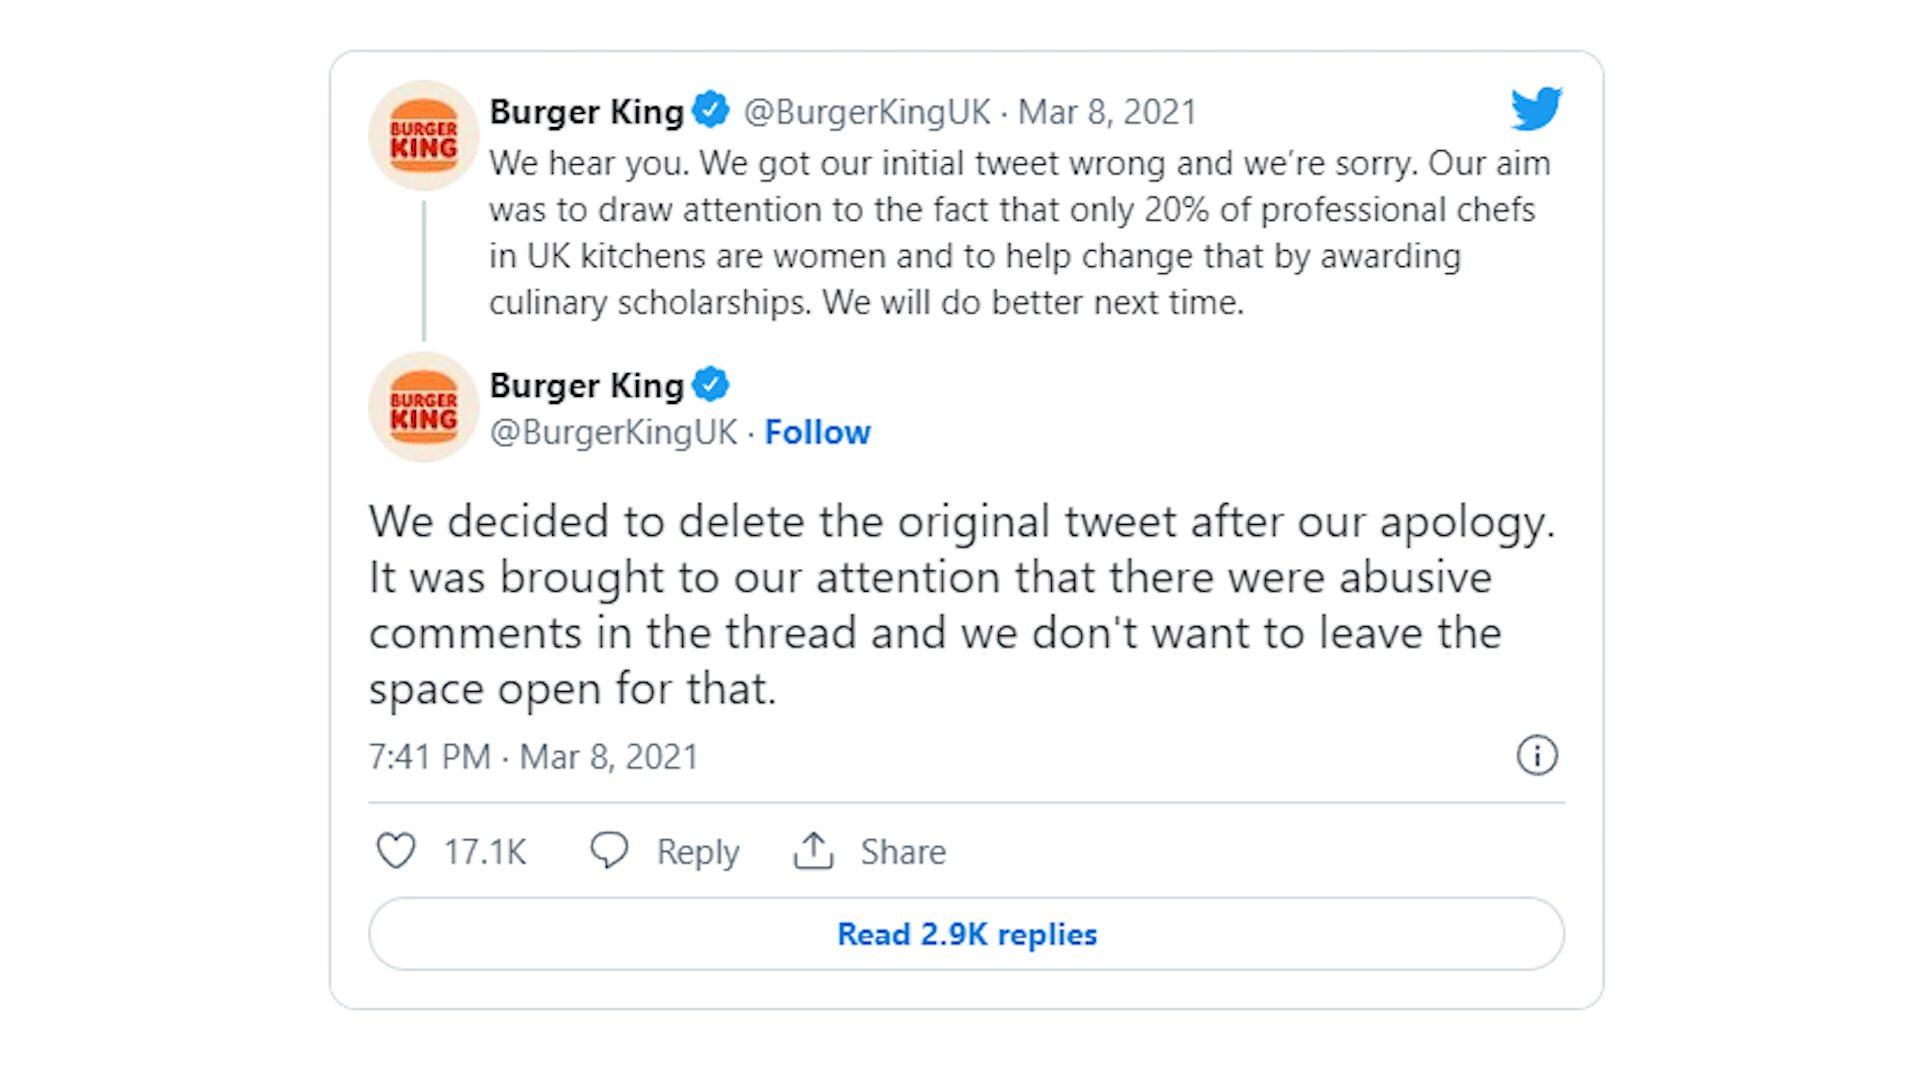 BURGER
KING
Burger King @BurgerKingUK · Mar 8, 2021
We hear you. We got our initial tweet wrong and we’re sorry. Our aim
was to draw attention to the fact that only 20% of professional chefs
in UK kitchens are women and to help change that by awarding
culinary scholarships. We will do better next time.
BURGER
KING
Burger King
@BurgerKingUK · Follow
We decided to delete the original tweet after our apology.
It was brought to our attention that there were abusive
comments in the thread and we don't want to leave the
space open for that.
7:41 PM · Mar 8, 2021
17.1K Reply Share
Read 2.9K replies